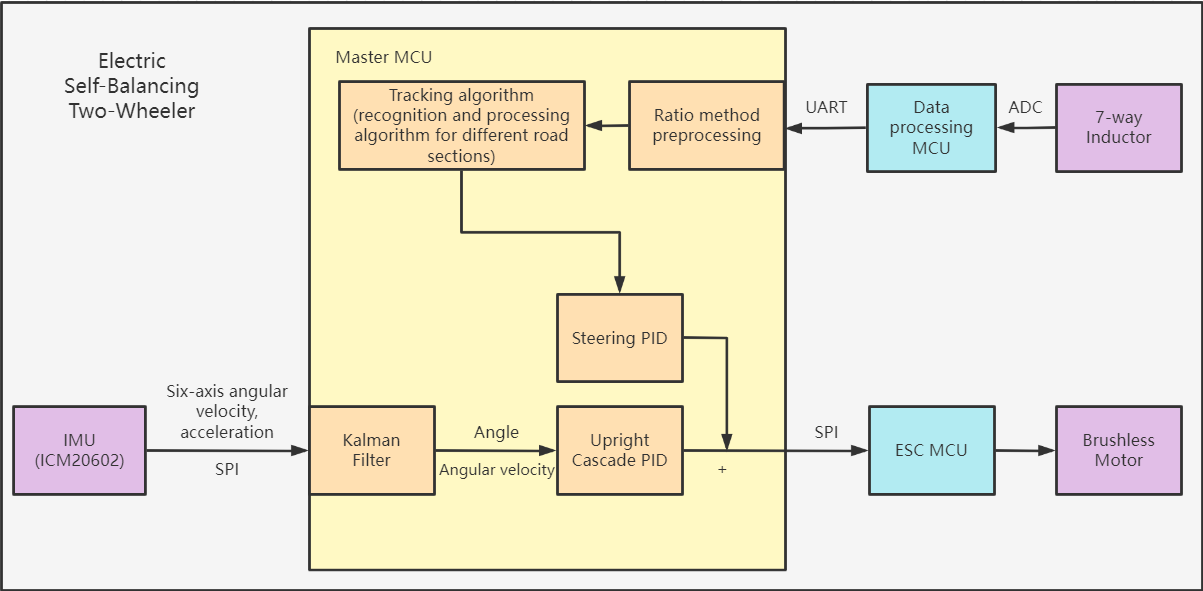 Electric
Self-Balancing
Two-Wheeler
Master MCU
Tracking algorithm
(recognition and processing
algorithm for different road
sections)
Ratio method
preprocessing
UART
Data
processing
MCU
ADC
7-way
Inductor
Steering PID
IMU
(ICM20602)
Six-axis angular
velocity,
acceleration
SPI
Kalman
Filter
Angle
Angular velocity
Upright
Cascade PID
+
SPI
ESC MCU
Brushless
Motor